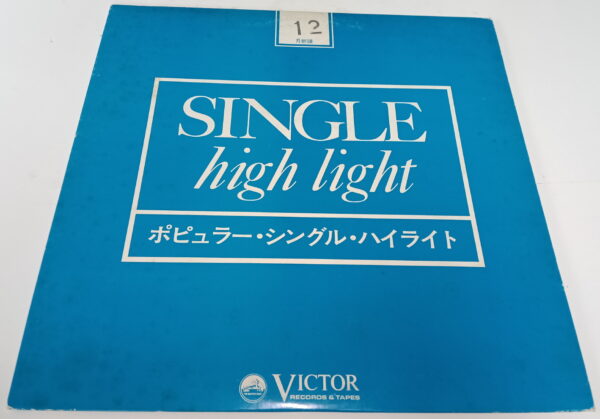 12
月新譜
SINGLE
high light
ポピュラー・シングル・ハイライト
VICTOR
RECORDS & TAPES